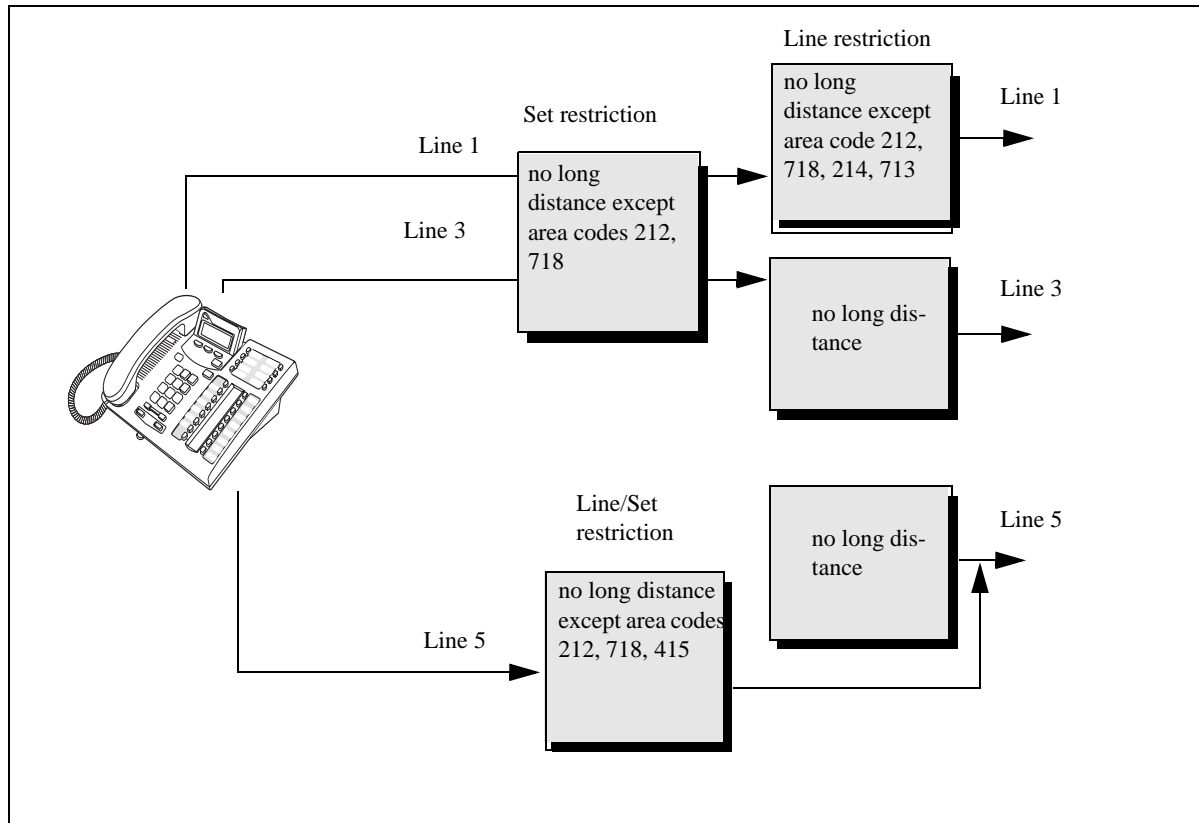 Line restriction
no long
distance except
area code 212,
718, 214, 713
Line 1
Set restriction
Line 1
no long
distance except
area codes 212,
718
Line 3
no long dis-
tance
Line 3
Line/Set
restriction
no long dis-
tance
Line 5
no long distance
except area codes
212, 718, 415
Line 5